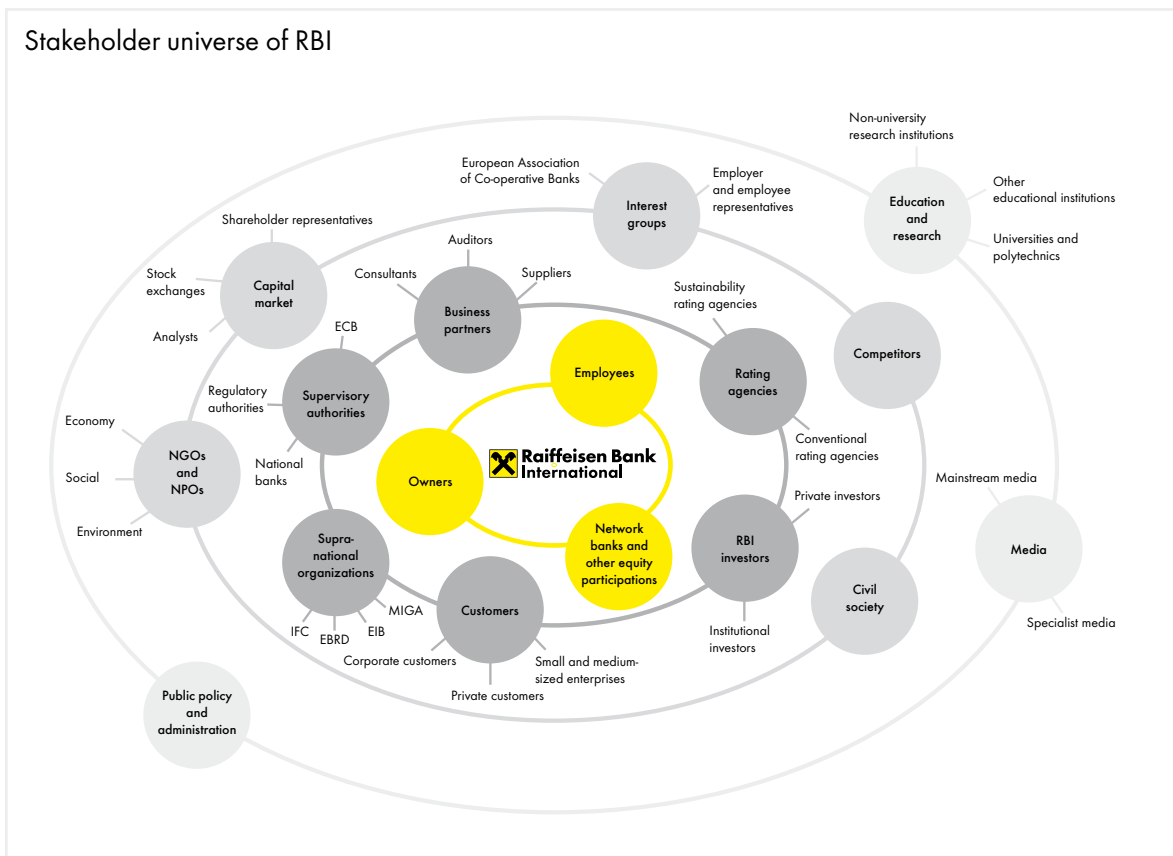 Stakeholder universe of RBI
Non-university
research institutions
European Association
of Co-operative Banks
Interest
groups
Employer
and employee
representatives
Education
and
research
Other
educational institutions
Universities and
polytechnics
Shareholder representatives
Stock
exchanges
Capital
market
Analysts
Auditors
Consultants
Suppliers
Business
partners
Sustainability
rating agencies
ECB
Regulatory
authorities
Supervisory
authorities
National
banks
Employees
Rating
agencies
Competitors
Conventional
rating agencies
Economy
Social
Environment
NGOs
and
NPOs
Owners
Raiffeisen Bank
International
Private investors
Mainstream media
Supra-
national
organizations
IFC
EBRD
EIB
MIGA
Customers
Corporate customers
Private customers
Small and medium-
sized enterprises
Network
banks and
other equity
participations
RBI
investors
Institutional
investors
Civil
society
Media
Specialist media
Public policy
and
administration